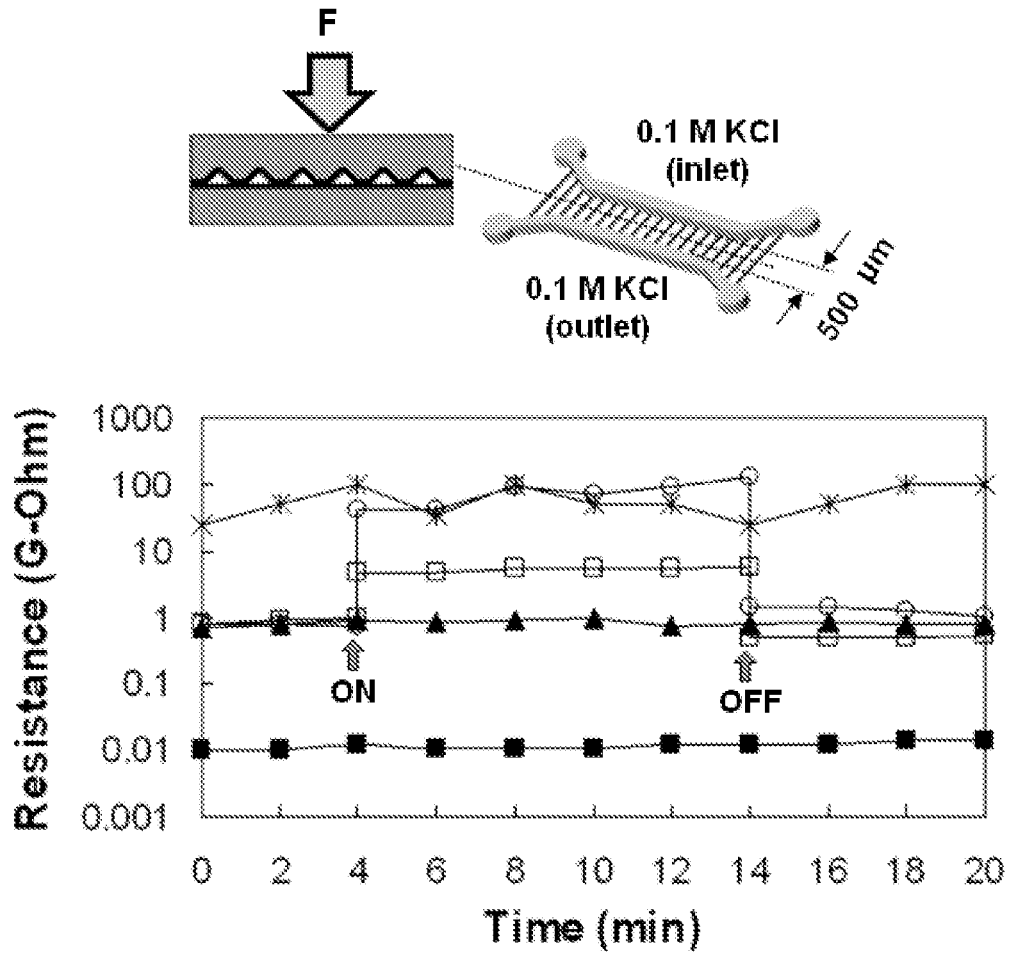 F
0.1 M KCl
(inlet)
0.1 M KCl
(outlet)
500 µm
Resistance (G-Ohm)
1000
100
10
1
0.1
0.01
0.001
ON
OFF
0 2 4 6 8 10 12 14 16 18 20
Time (min)